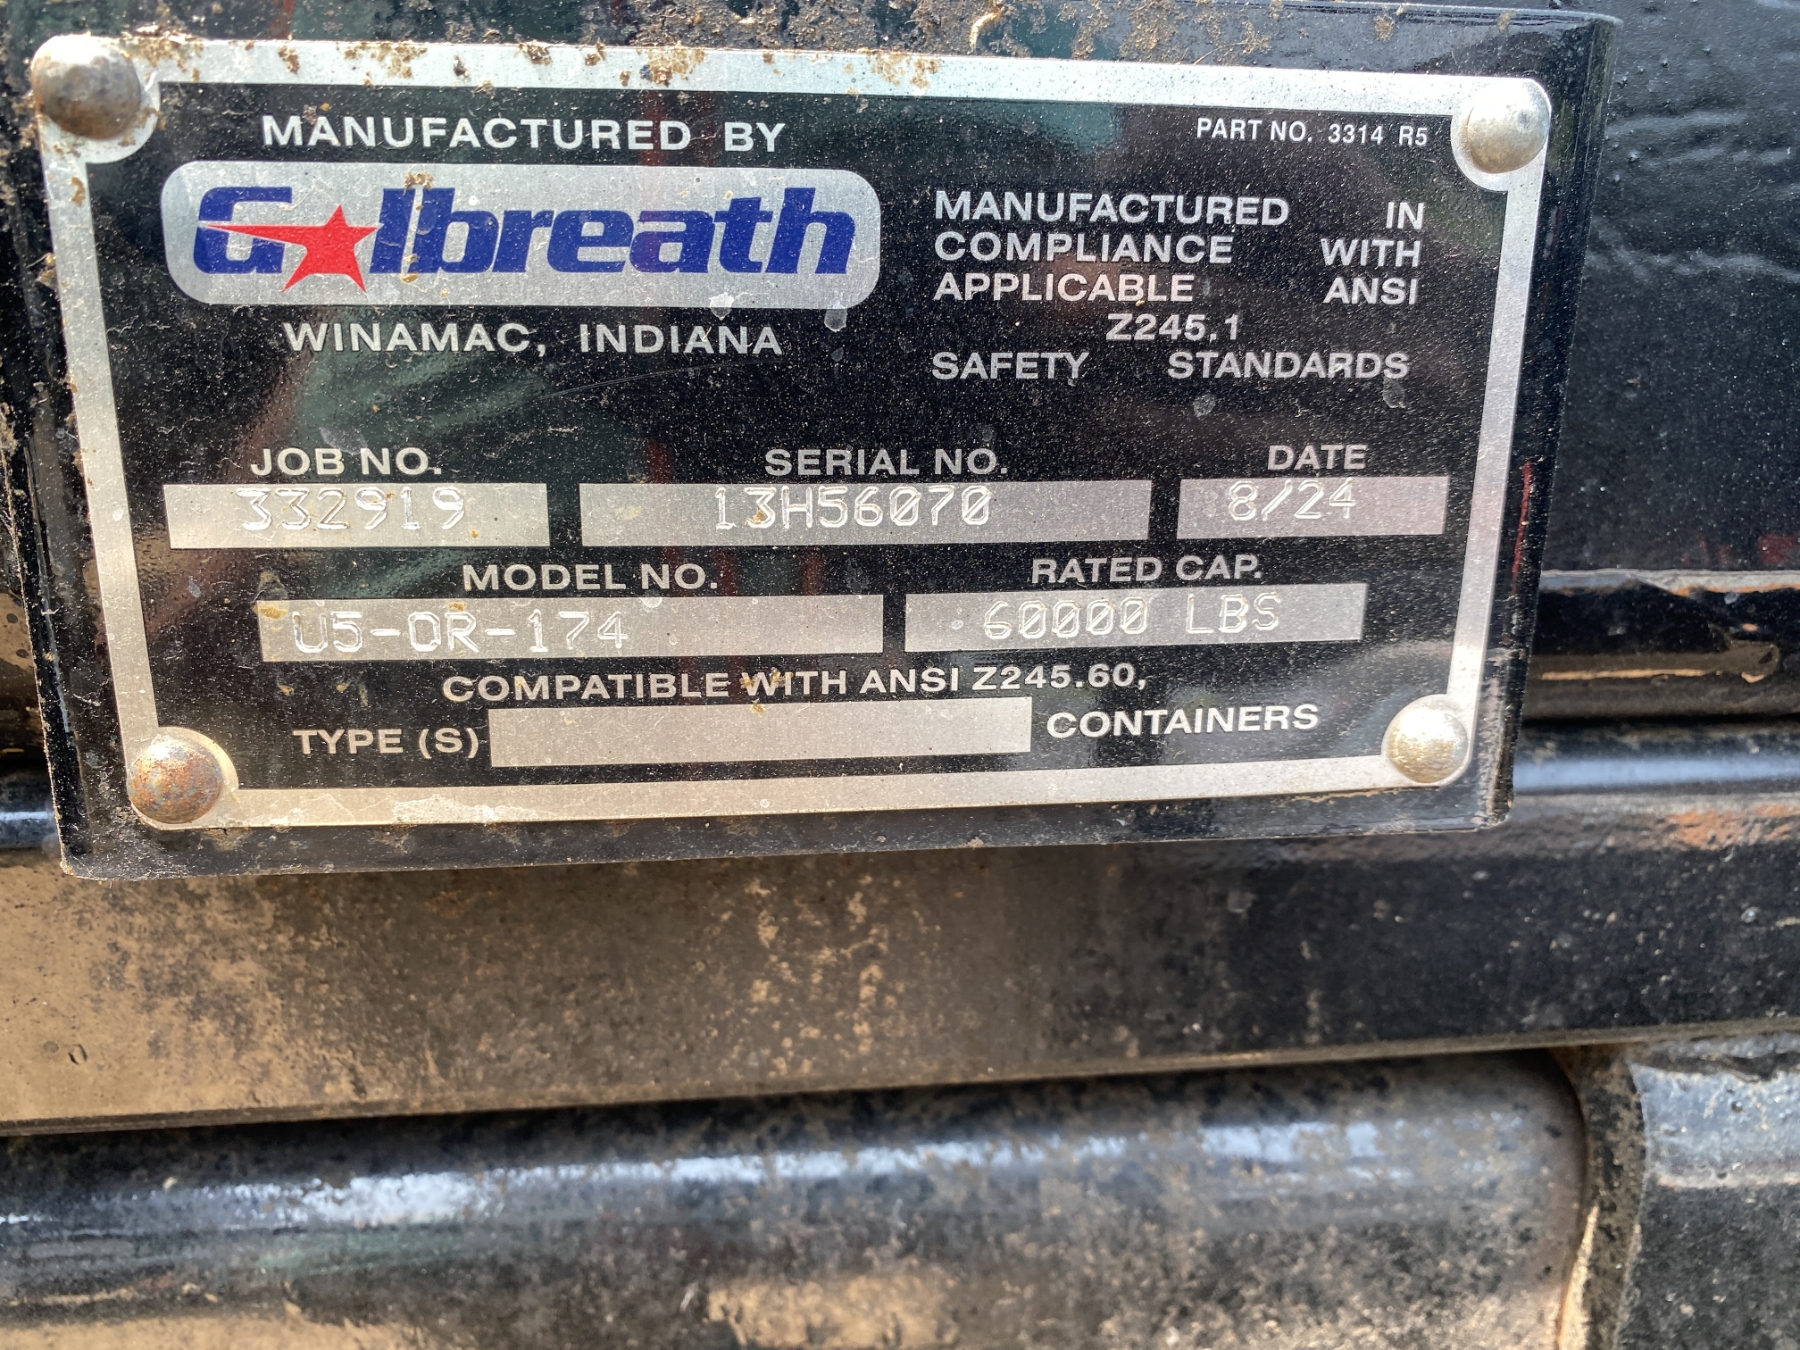 MANUFACTURED BY
Galbreath
WINAMAC, INDIANA
PART NO. 3314 R5
MANUFACTURED IN
COMPLIANCE WITH
APPLICABLE ANSI
Z245.1
SAFETY STANDARDS
JOB NO. SERIAL NO. DATE
332919 13H56070 8/24
MODEL NO. RATED CAP.
U5-OR-174 60000 LBS
COMPATIBLE WITH ANSI Z245.60,
TYPE (S) CONTAINERS